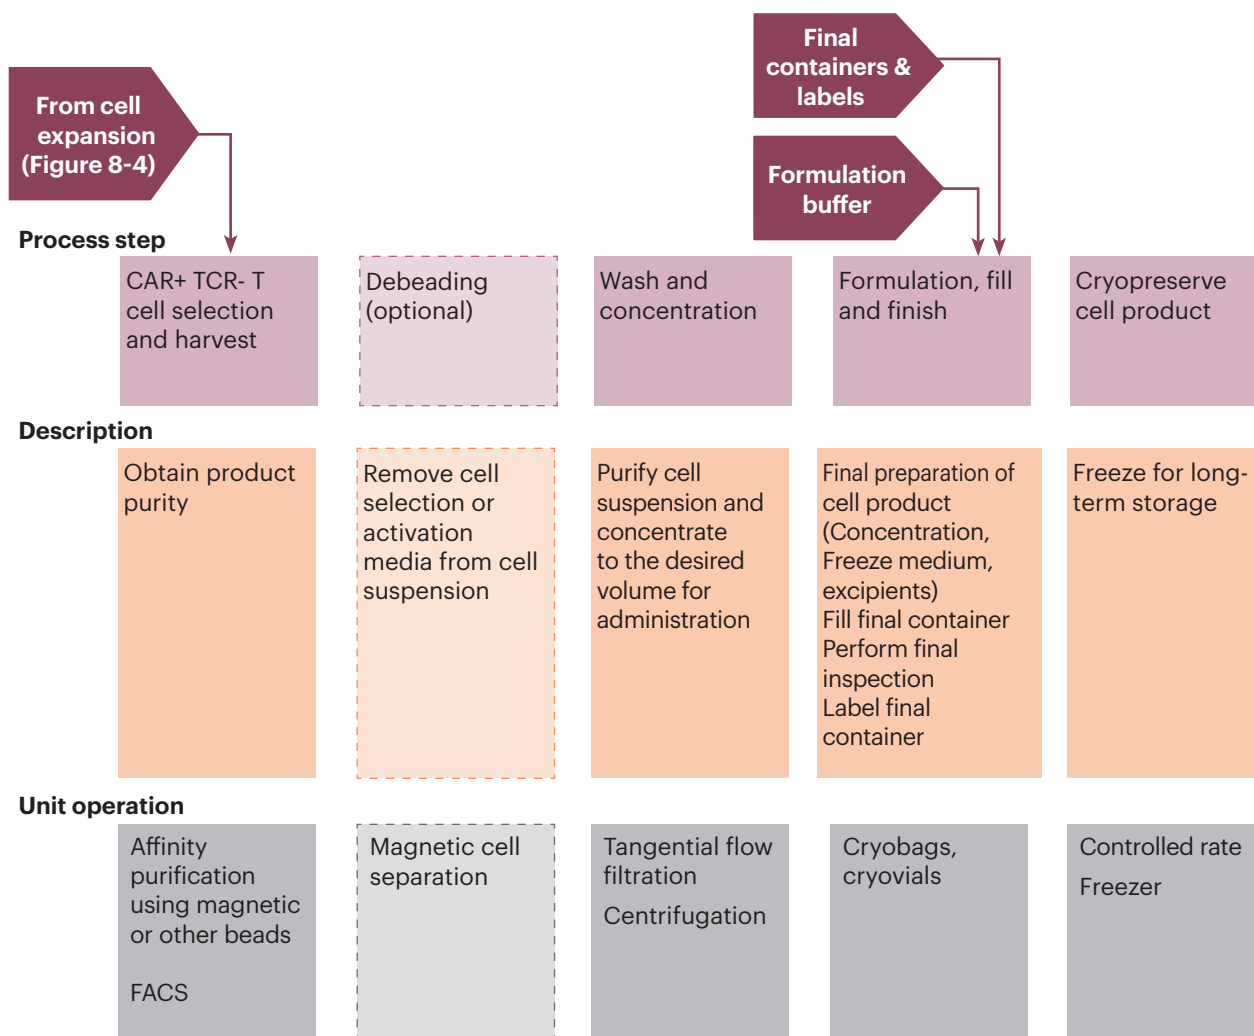 Final
containers &
labels
From cell
expansion
(Figure 8-4)
Formulation
buffer
Process step
CAR+ TCR- T
cell selection
and harvest
Debeading
(optional)
Wash and
concentration
Formulation, fill
and finish
Cryopreserve
cell product
Description
Obtain product
purity
Remove cell
selection or
activation
media from cell
suspension
Purify cell
suspension and
concentrate
to the desired
volume for
administration
Final preparation of
cell product
(Concentration,
Freeze medium,
excipients)
Fill final container
Perform final
inspection
Label final
container
Freeze for long-
term storage
Unit operation
Affinity
purification
using magnetic
or other beads
FACS
Magnetic cell
separation
Tangential flow
filtration
Centrifugation
Cryobags,
cryovials
Controlled rate
Freezer